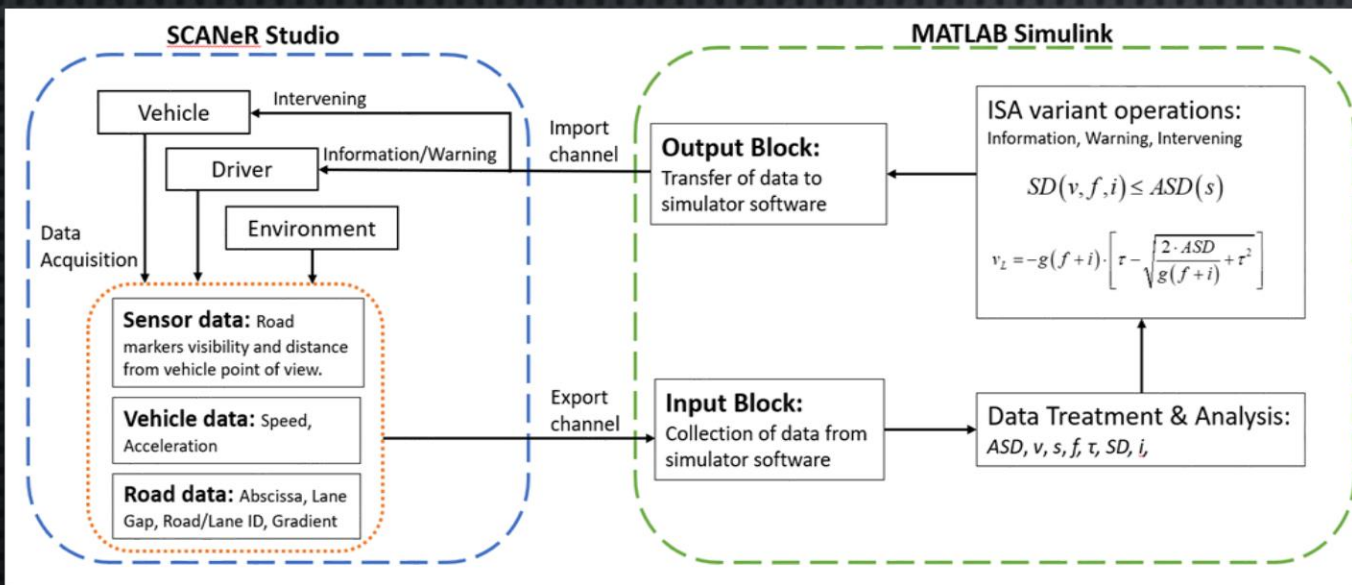 SCANeR Studio
Vehicle
Intervening
Driver
Information/Warning
Environment
Data
Acquisition
Sensor data: Road
markers visibility and distance
from vehicle point of view.
Vehicle data: Speed,
Acceleration
Road data: Abscissa, Lane
Gap, Road/Lane ID, Gradient
Import
channel
Export
channel
MATLAB Simulink
Output Block:
Transfer of data to
simulator software
ISA variant operations:
Information, Warning, Intervening
SD(v,f,i) ≤ ASD(s)
v_L = -g(f+i)·[τ - √(2·ASD/g(f+i) + τ²)]
Input Block:
Collection of data from
simulator software
Data Treatment & Analysis:
ASD, v, s, f, τ, SD, i,